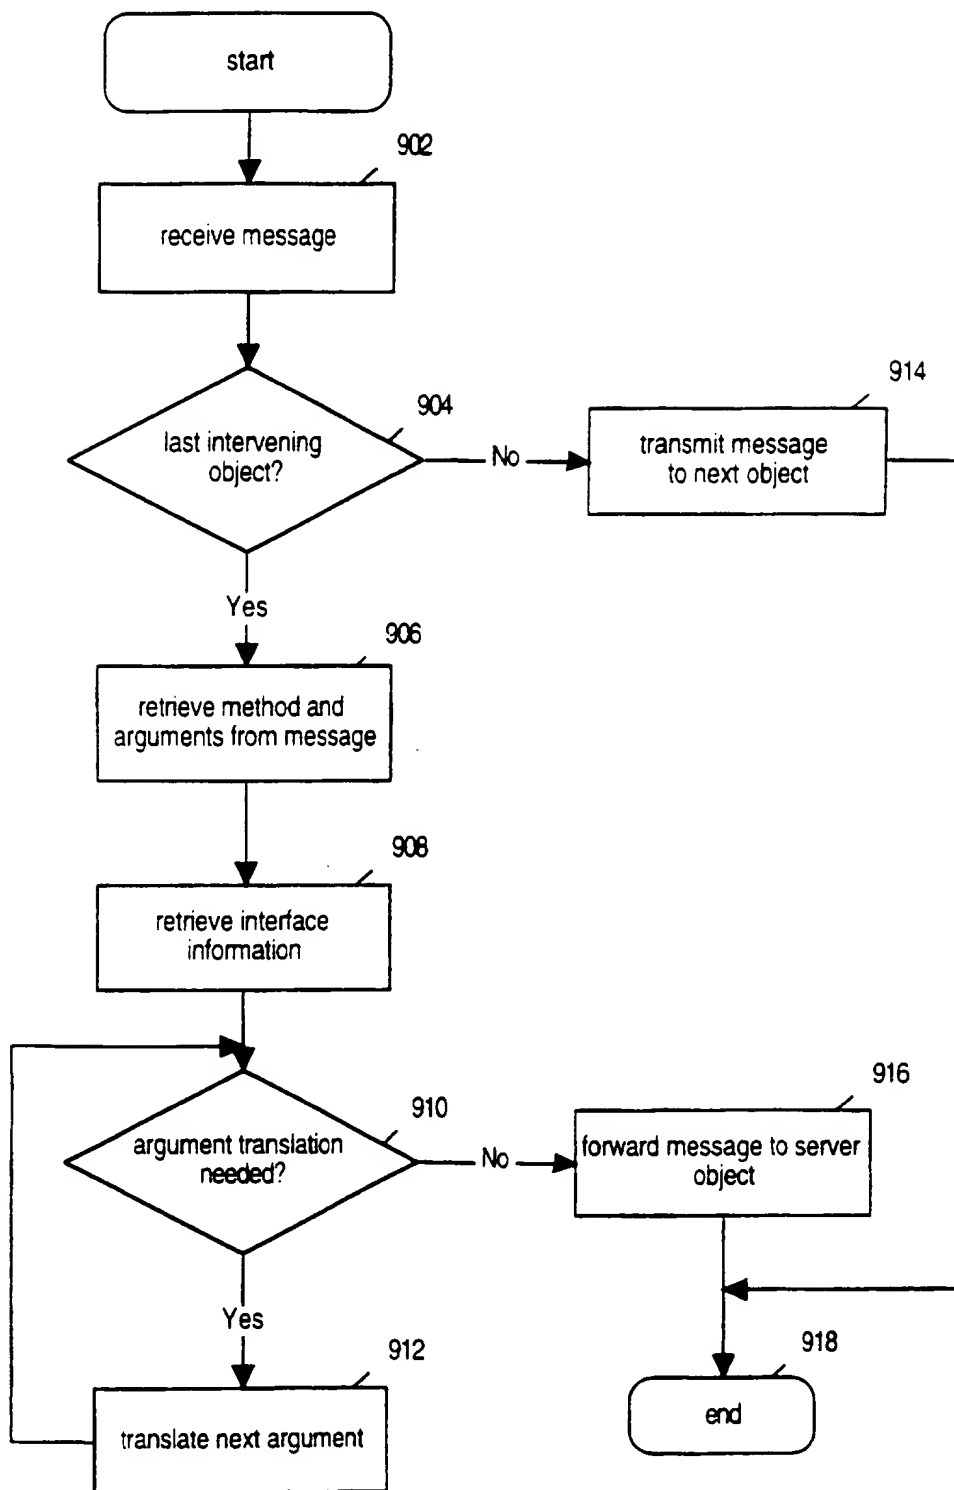 start
902
receive message
904
last intervening
object?
No
914
transmit message
to next object
Yes
906
retrieve method and
arguments from message
908
retrieve interface
information
910
argument translation
needed?
No
916
forward message to server
object
Yes
912
translate next argument
918
end